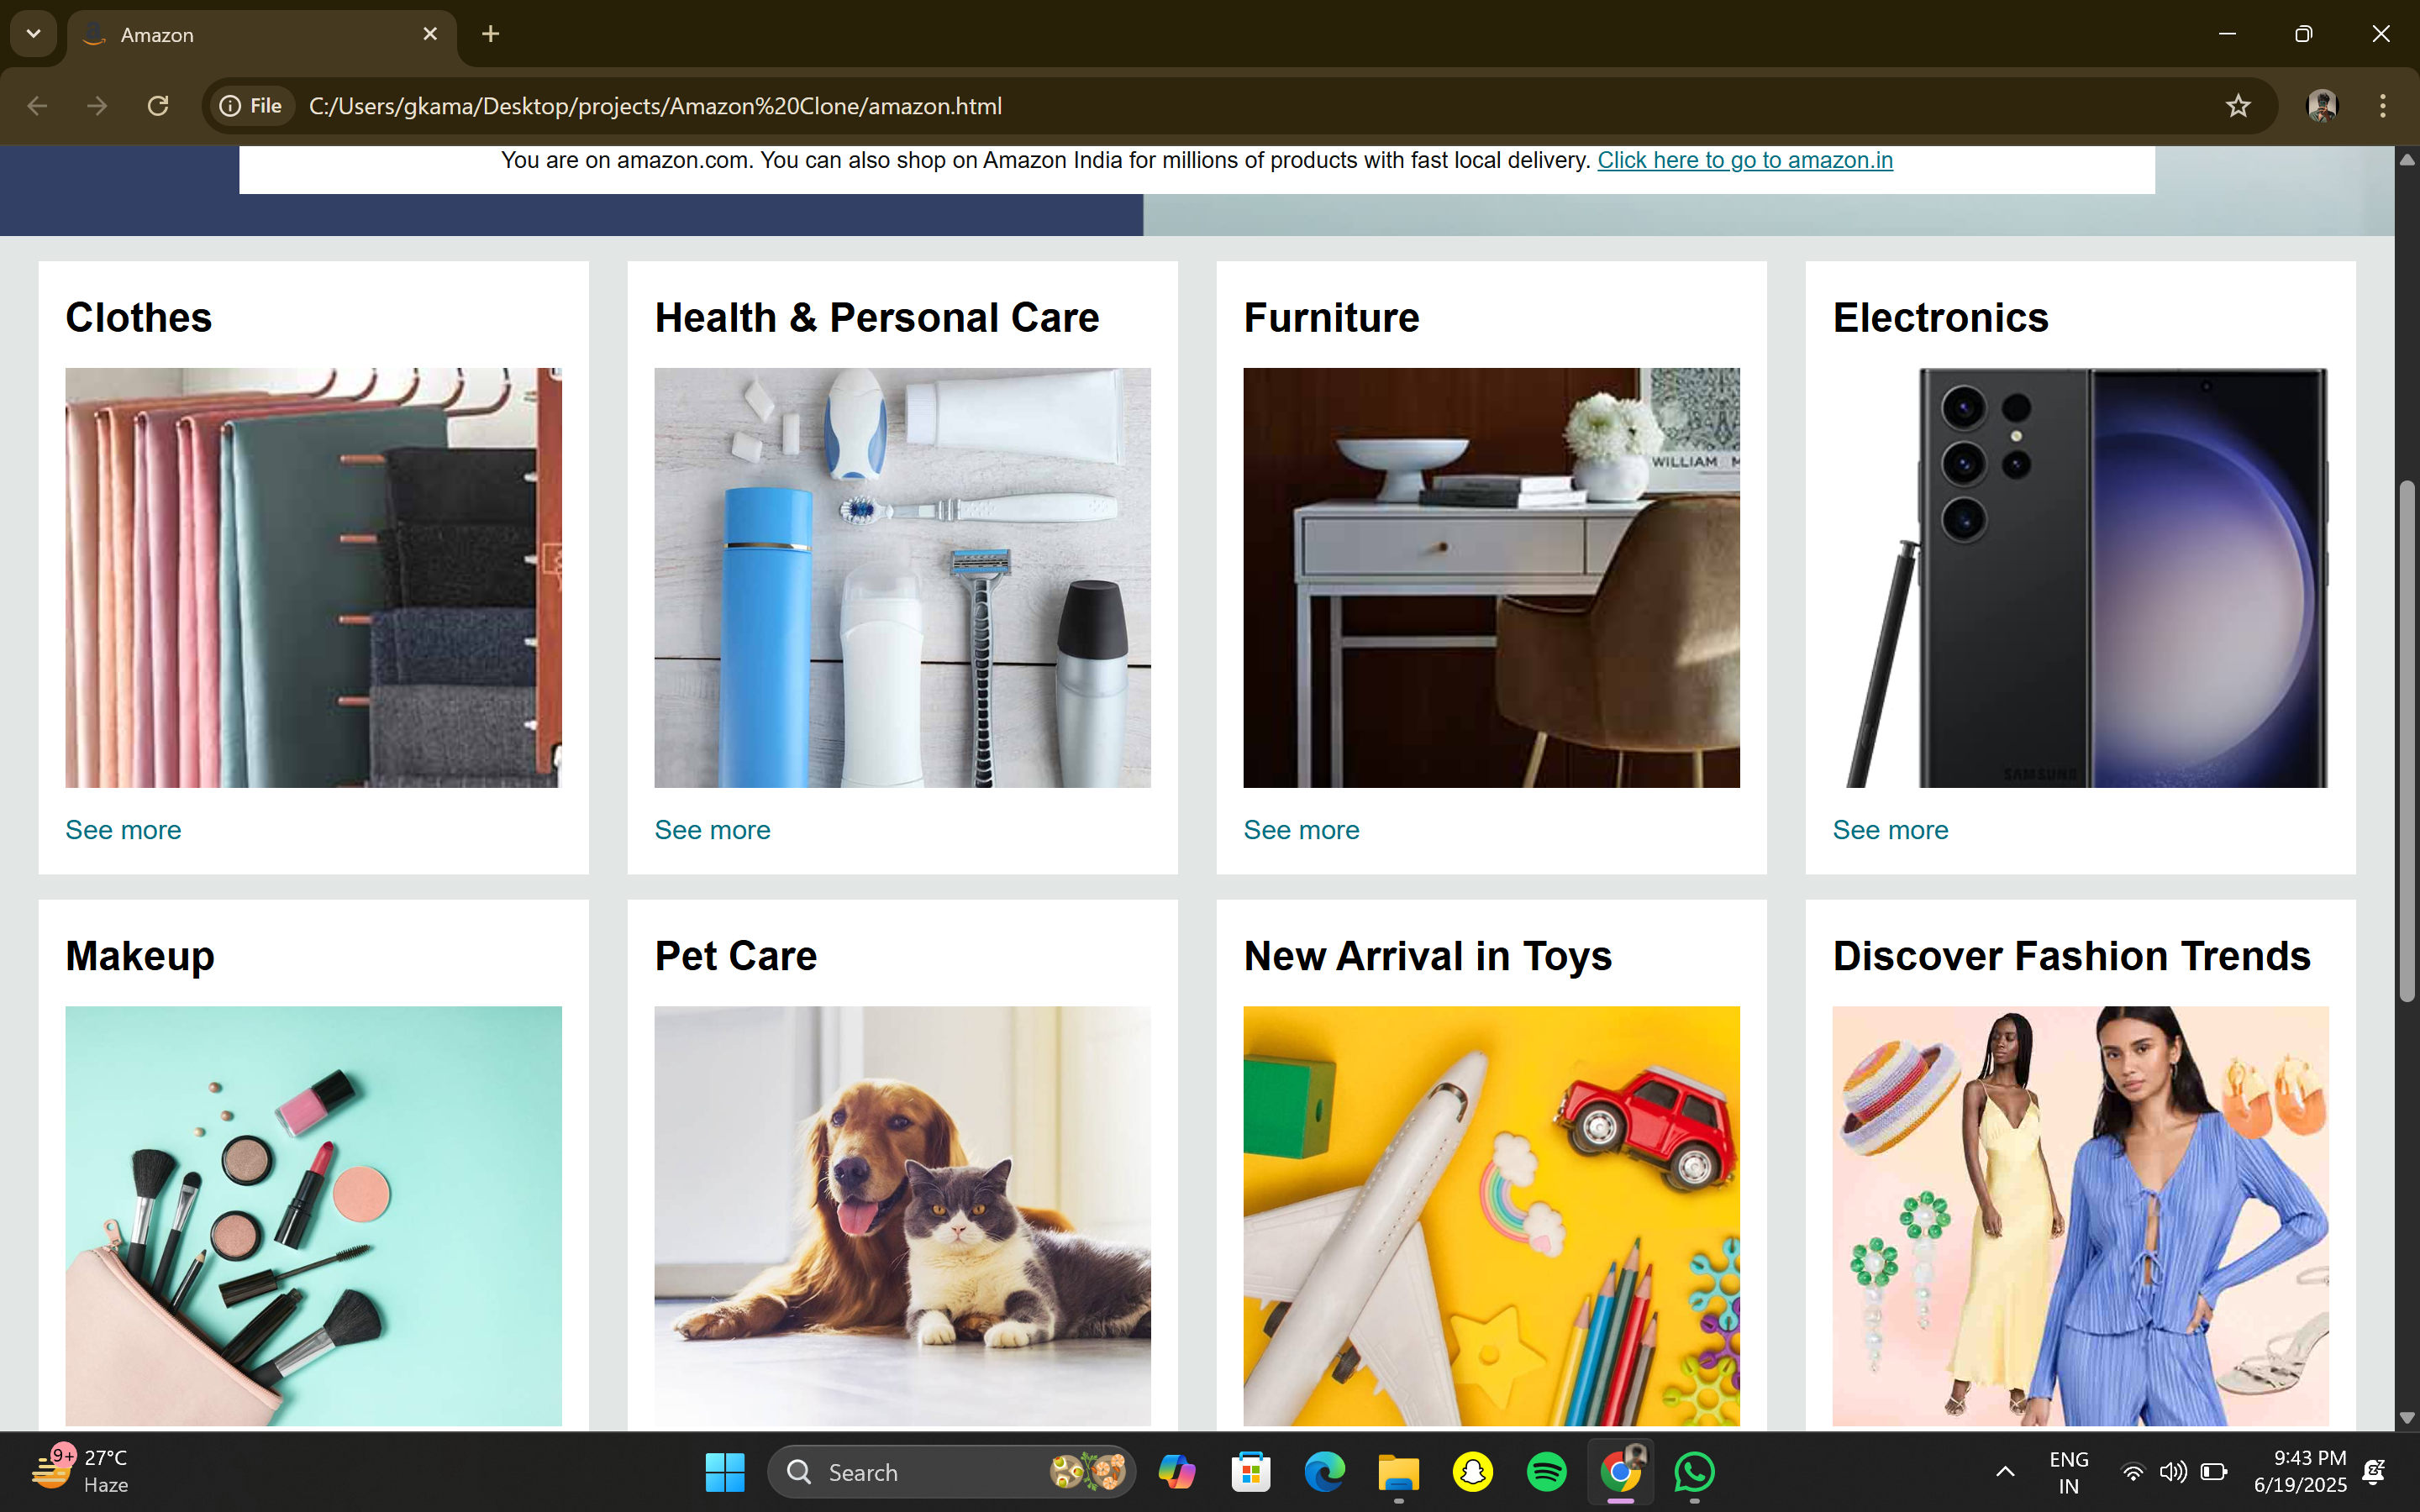 Amazon
File C:/Users/gkama/Desktop/projects/Amazon%20Clone/amazon.html
You are on amazon.com. You can also shop on Amazon India for millions of products with fast local delivery. Click here to go to amazon.in
Clothes
Health & Personal Care
Furniture
Electronics
WILLIAM M
SAMSUNG
See more
See more
See more
See more
Makeup
Pet Care
New Arrival in Toys
Discover Fashion Trends
9+
27°C
Haze
Search
ENG
IN
9:43 PM
6/19/2025